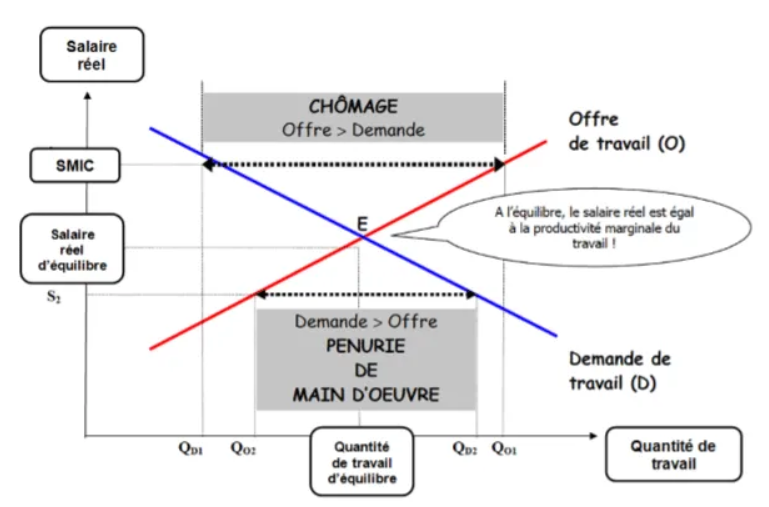 Salaire
réel
CHÔMAGE
Offre > Demande
Offre
de travail (O)
SMIC
A l'équilibre, le salaire réel est égal
à la productivité marginale du
travail !
E
Salaire
réel
d'équilibre
S2
Demande > Offre
PENURIE
DE
MAIN D'OEUVRE
Demande de
travail (D)
QD1
QO2
Quantité
de travail
d'équilibre
QD2
QO1
Quantité de
travail